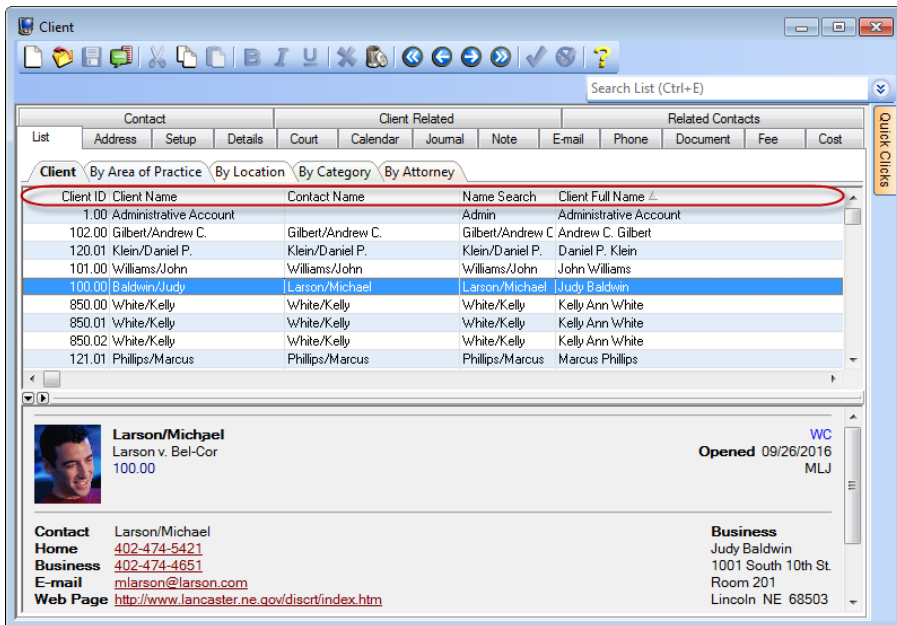 Client
B I U
Search List (Ctrl+E)
Quick Clicks
Contact Client Related Related Contacts
List Address Setup Details Court Calendar Journal Note E-mail Phone Document Fee Cost
Client By Area of Practice By Location By Category By Attorney
Client ID Client Name Contact Name Name Search Client Full Name
1.00 Administrative Account Admin Administrative Account
102.00 Gilbert/Andrew C. Gilbert/Andrew C. Gilbert/Andrew C Andrew C. Gilbert
120.01 Klein/Daniel P. Klein/Daniel P. Klein/Daniel P. Daniel P. Klein
101.00 Williams/John Williams/John Williams/John John Williams
100.00 Baldwin/Judy Larson/Michael Larson/Michael Judy Baldwin
850.00 White/Kelly White/Kelly White/Kelly Kelly Ann White
850.01 White/Kelly White/Kelly White/Kelly Kelly Ann White
850.02 White/Kelly White/Kelly White/Kelly Kelly Ann White
121.01 Phillips/Marcus Phillips/Marcus Phillips/Marcus Marcus Phillips
Larson/Michael WC
Larson v. Bel-Cor Opened 09/26/2016
100.00 MLJ
Contact Larson/Michael Business
Home 402-474-5421 Judy Baldwin
Business 402-474-4651 1001 South 10th St.
E-mail mlarson@larson.com Room 201
Web Page http://www.lancaster.ne.gov/discrt/index.htm Lincoln NE 68503